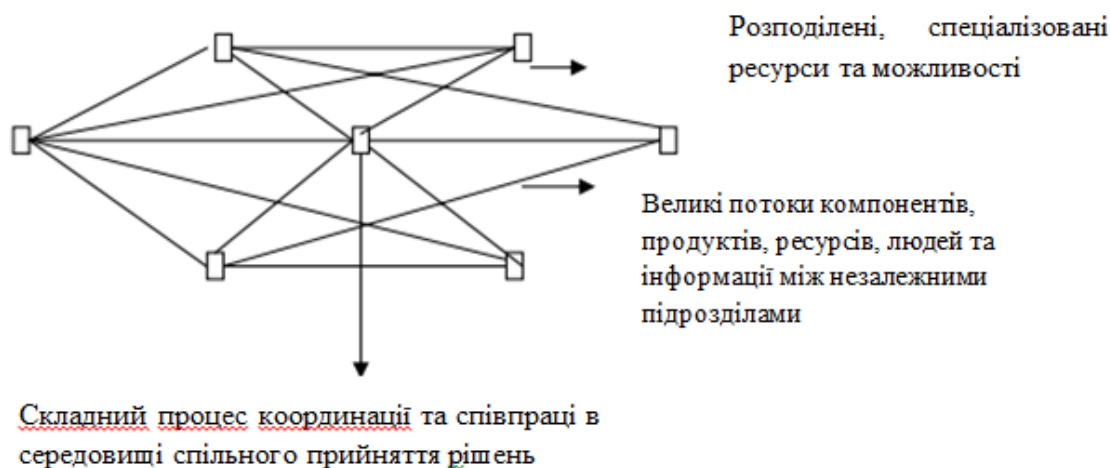 Розподілені, спеціалізовані
ресурси та можливості
Великі потоки компонентів,
продуктів, ресурсів, людей та
інформації між незалежними
підрозділами
Складний процес координації та співпраці в
середовищі спільного прийняття рішень